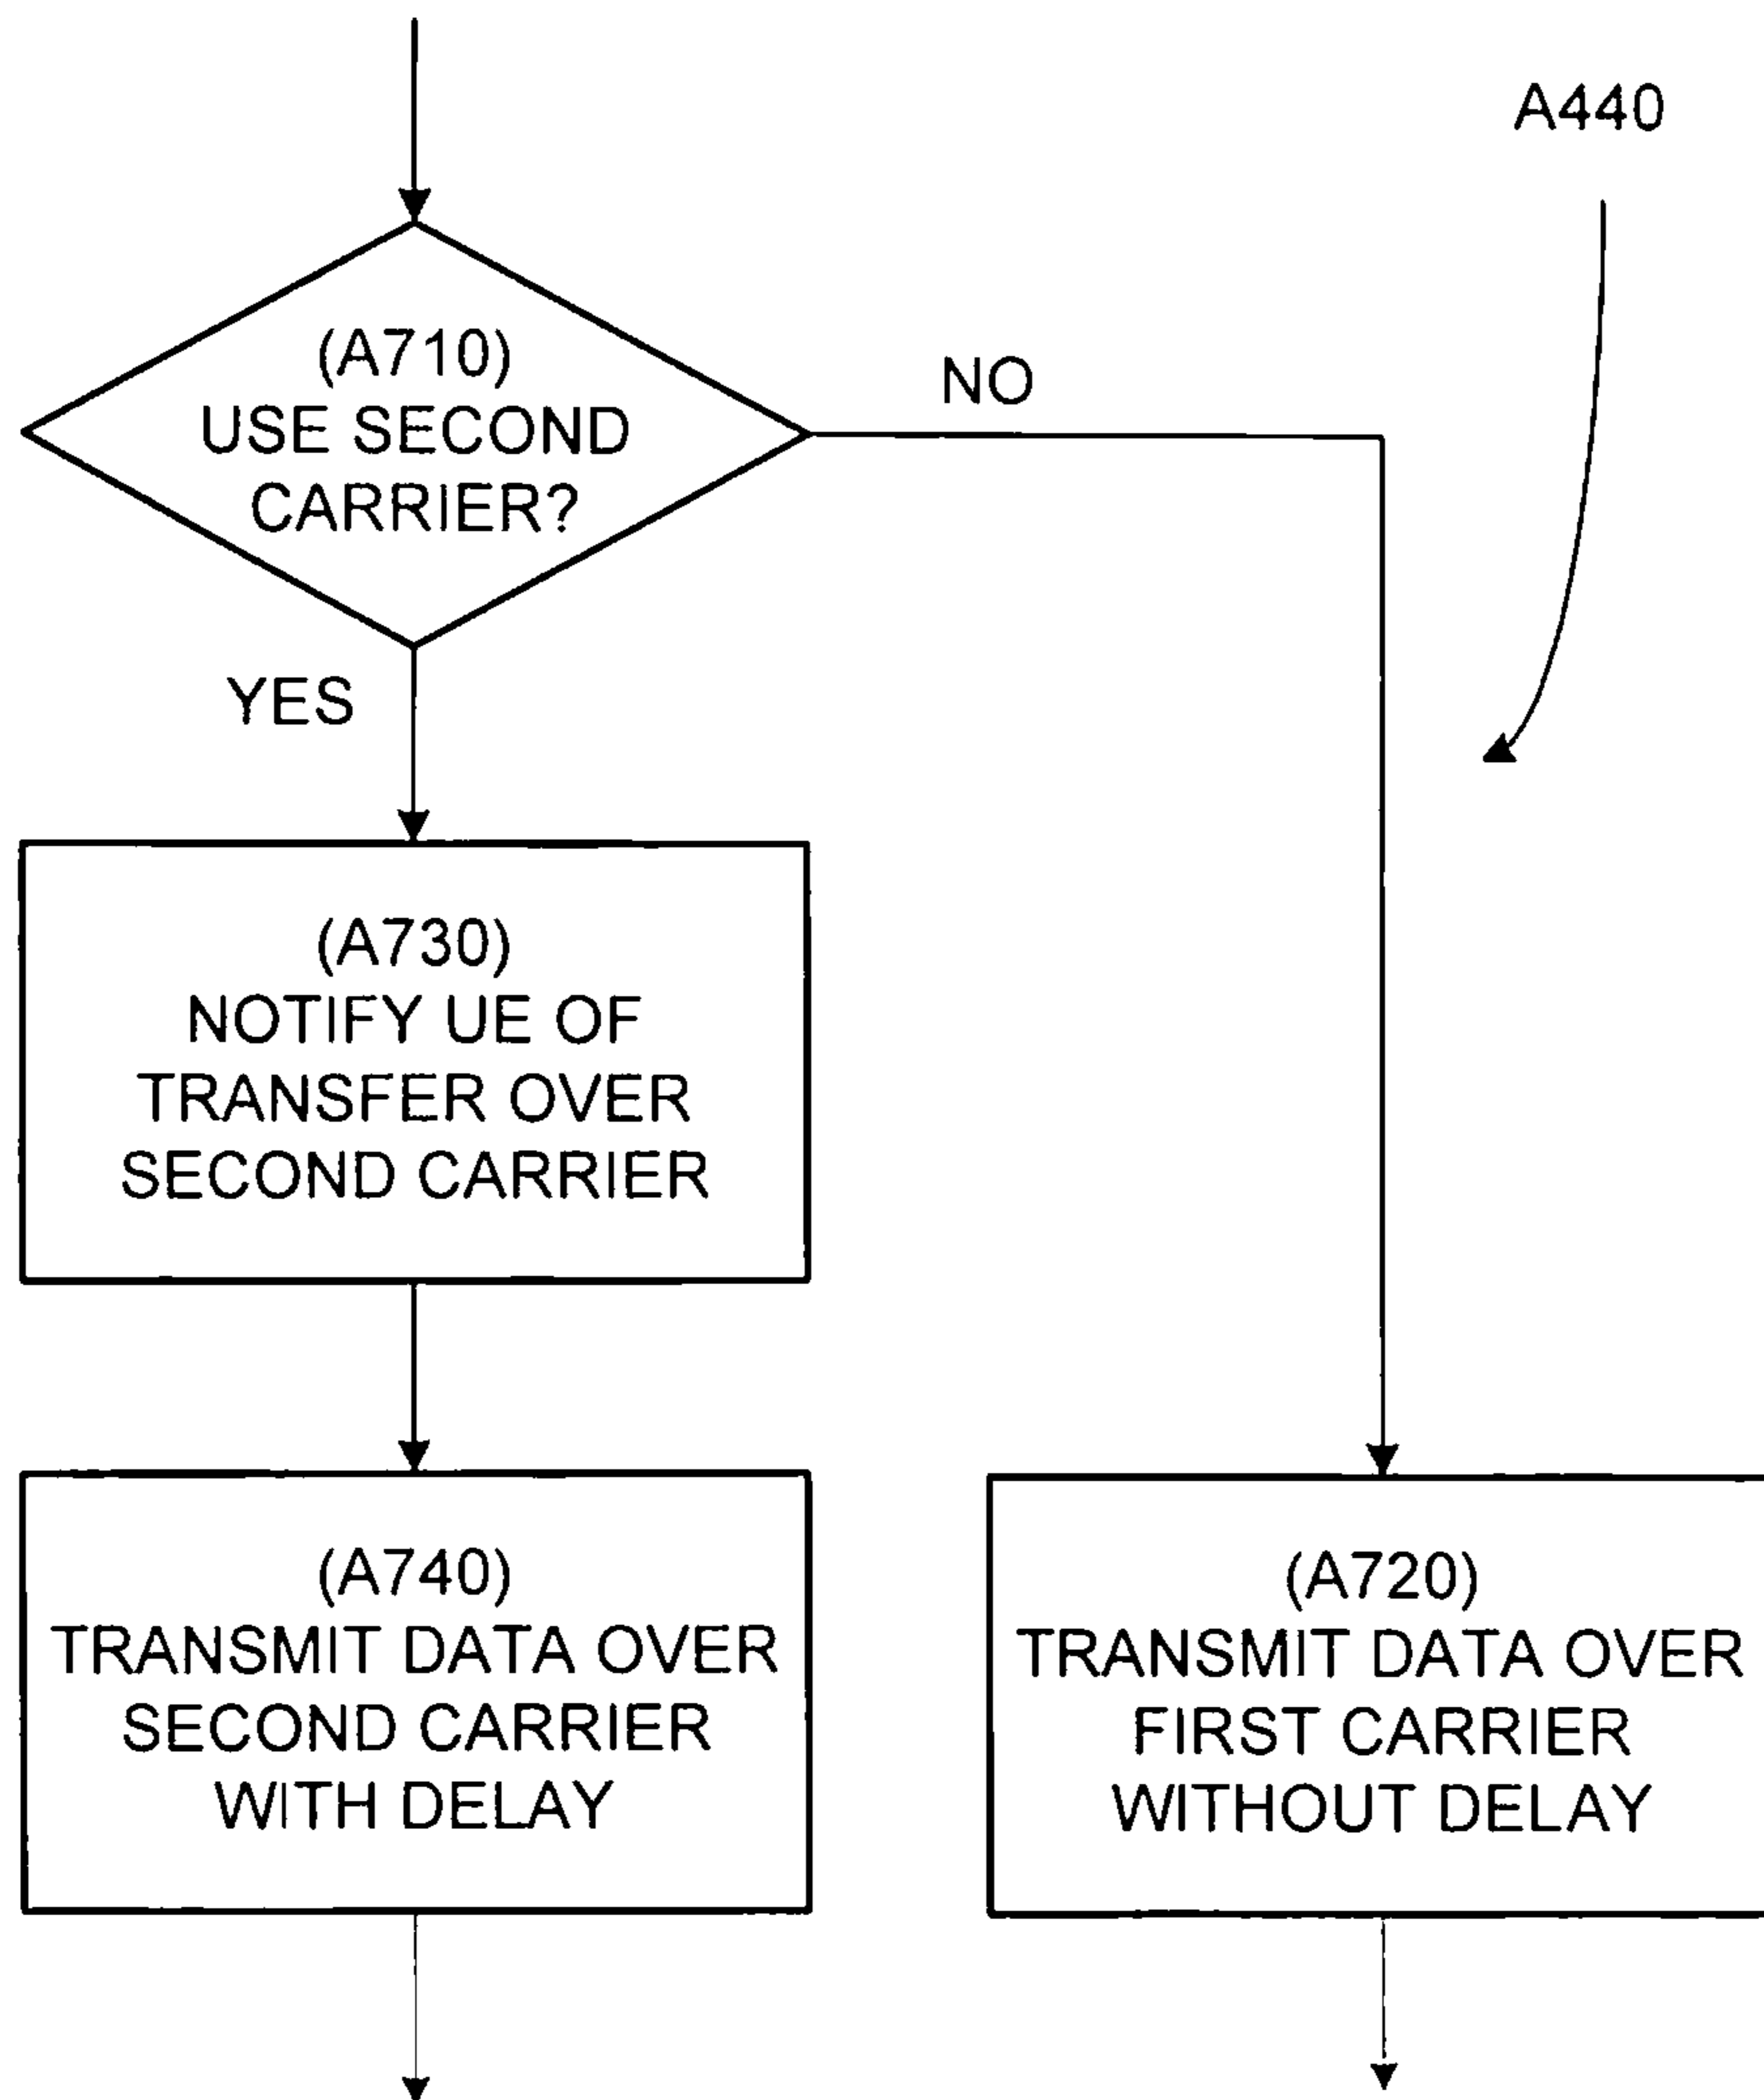 A440
(A710)
USE SECOND
CARRIER?
NO
YES
(A730)
NOTIFY UE OF
TRANSFER OVER
SECOND CARRIER
(A740)
TRANSMIT DATA OVER
SECOND CARRIER
WITH DELAY
(A720)
TRANSMIT DATA OVER
FIRST CARRIER
WITHOUT DELAY